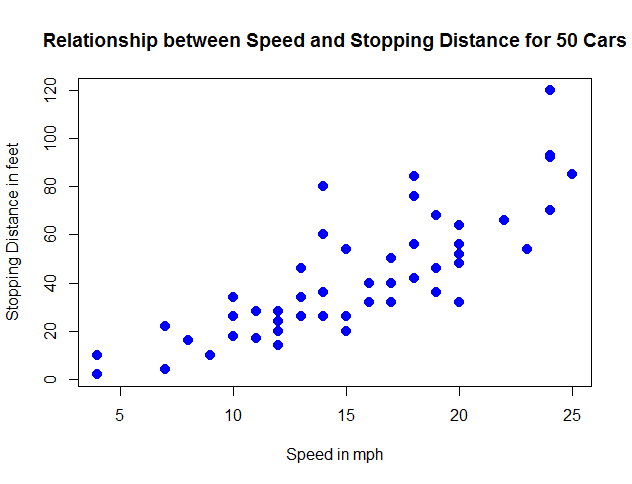 Relationship between Speed and Stopping Distance for 50 Cars
Stopping Distance in feet
120
100
80
60
40
20
0
5 10 15 20 25
Speed in mph